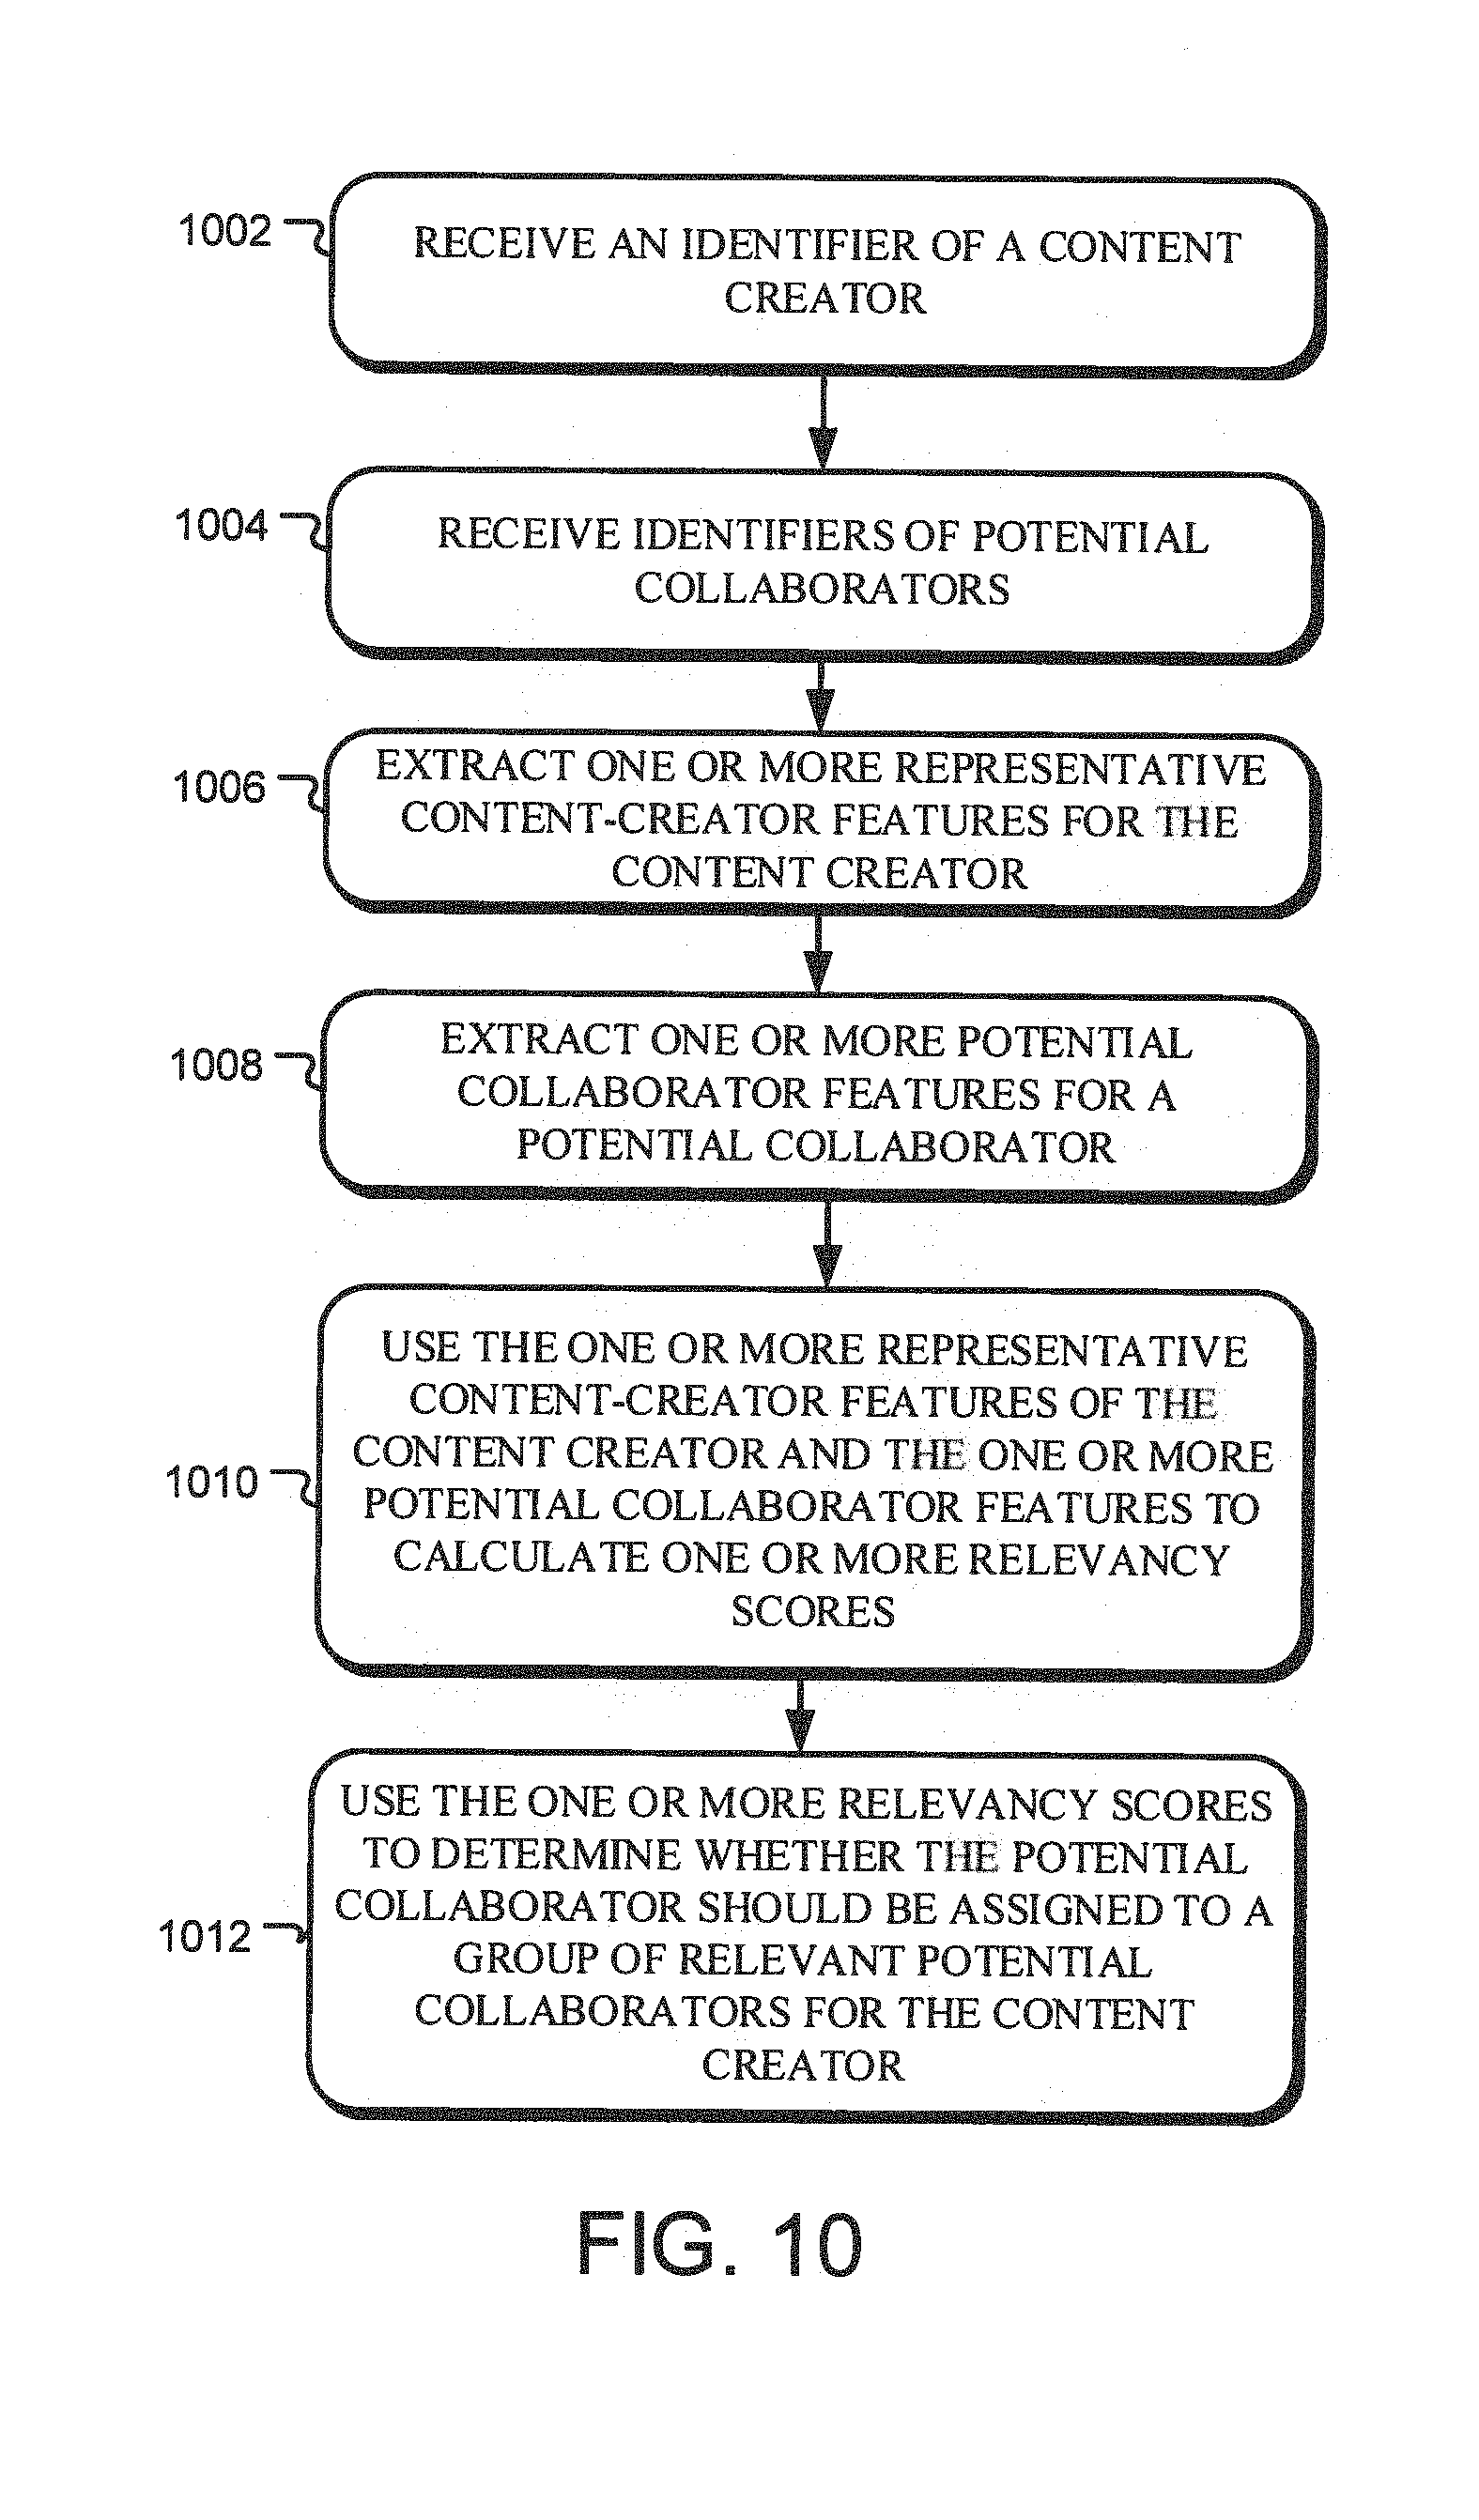 1002
RECEIVE AN IDENTIFIER OF A CONTENT
CREATOR
1004
RECEIVE IDENTIFIERS OF POTENTIAL
COLLABORATORS
1006
EXTRACT ONE OR MORE REPRESENTATIVE
CONTENT-CREATOR FEATURES FOR THE
CONTENT CREATOR
1008
EXTRACT ONE OR MORE POTENTIAL
COLLABORATOR FEATURES FOR A
POTENTIAL COLLABORATOR
1010
USE THE ONE OR MORE REPRESENTATIVE
CONTENT-CREATOR FEATURES OF THE
CONTENT CREATOR AND THE ONE OR MORE
POTENTIAL COLLABORATOR FEATURES TO
CALCULATE ONE OR MORE RELEVANCY
SCORES
1012
USE THE ONE OR MORE RELEVANCY SCORES
TO DETERMINE WHETHER THE POTENTIAL
COLLABORATOR SHOULD BE ASSIGNED TO A
GROUP OF RELEVANT POTENTIAL
COLLABORATORS FOR THE CONTENT
CREATOR
FIG. 10